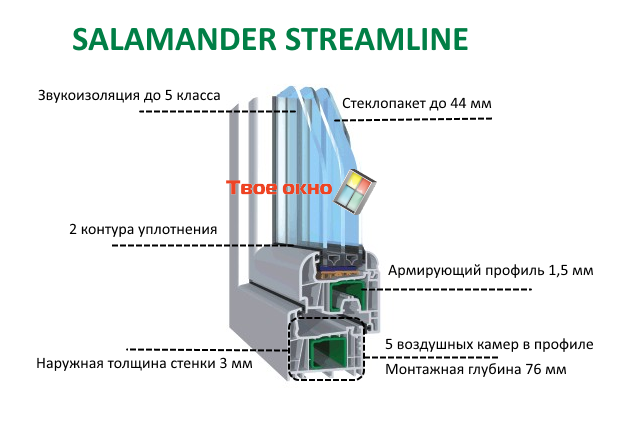 SALAMANDER STREAMLINE
Звукоизоляция до 5 класса
Стеклопакет до 44 мм
Твое окно
2 контура уплотнения
Армирующий профиль 1,5 мм
5 воздушных камер в профиле
Наружная толщина стенки 3 мм
Монтажная глубина 76 мм